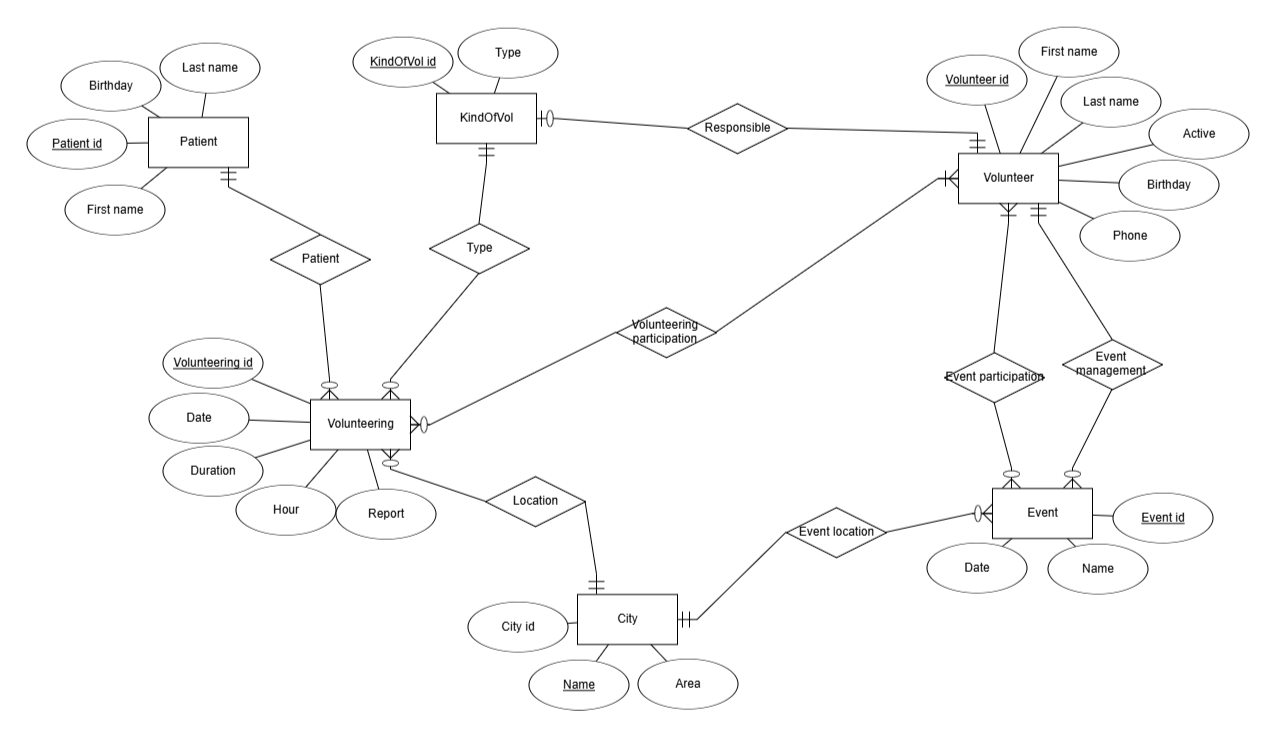 First name
KindOfVol id
Type
Last name
Volunteer id
Birthday
Last name
KindOfVol
Responsible
Active
Patient
Patient id
Volunteer
Birthday
First name
Phone
Patient
Type
Volunteering
participation
Volunteering id
Event
management
Event participation
Date
Volunteering
Duration
Hour
Report
Location
Event location
Event
Event id
Date
Name
City id
City
Name
Area